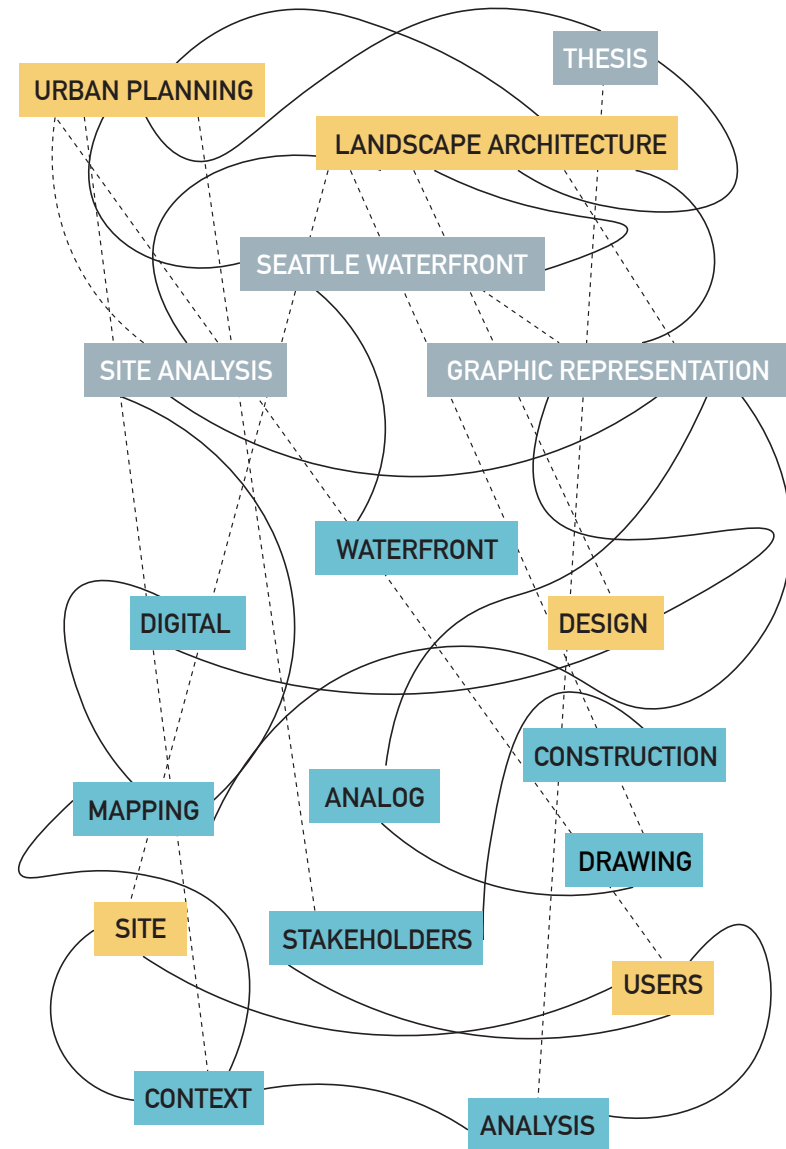 THESIS
URBAN PLANNING
LANDSCAPE ARCHITECTURE
SEATTLE WATERFRONT
SITE ANALYSIS
GRAPHIC REPRESENTATION
WATERFRONT
DIGITAL
DESIGN
CONSTRUCTION
MAPPING
ANALOG
DRAWING
SITE
STAKEHOLDERS
USERS
CONTEXT
ANALYSIS